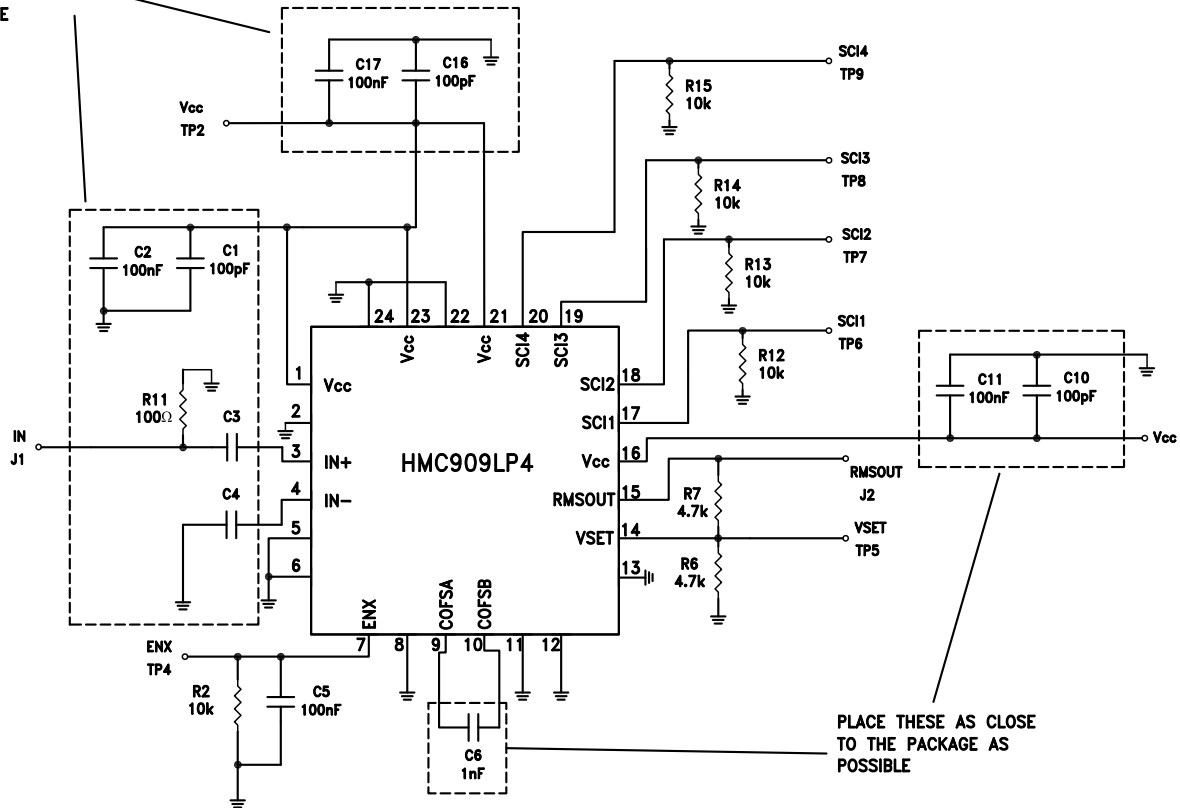 E
C17
100nF
C16
100pF
Vcc
TP2
SCI4
TP9
R15
10k
SCI3
TP8
R14
10k
SCI2
TP7
R13
10k
SCI1
TP6
R12
10k
C2
100nF
C1
100pF
24 23 22 21 20 19
Vcc Vcc SCI4 SCI3
1 Vcc
2
3 IN+
4 IN-
5
6
R11
100Ω
C3
IN
J1
C4
HMC909LP4
SCI2 18
SCI1 17
Vcc 16
RMSOUT 15
VSET 14
13
C11
100nF
C10
100pF
Vcc
R7
4.7k
RMSOUT
J2
VSET
TP5
R6
4.7k
ENX COFSA COFSB
7 8 9 10 11 12
ENX
TP4
R2
10k
C5
100nF
C6
1nF
PLACE THESE AS CLOSE
TO THE PACKAGE AS
POSSIBLE